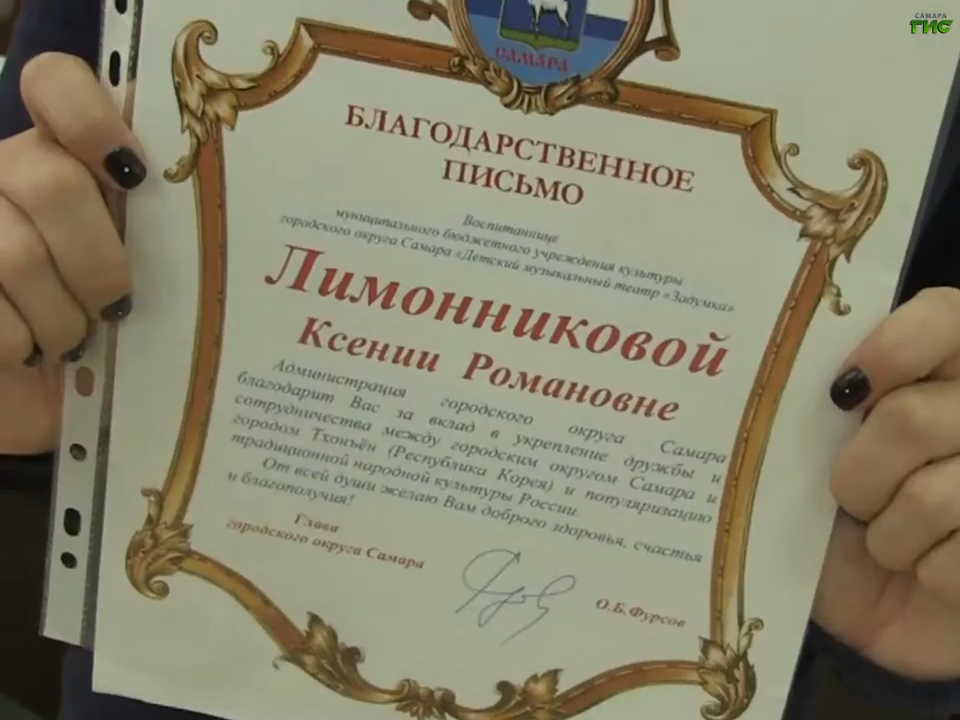 САМАРА
ГИС
САМАРА
БЛАГОДАРСТВЕННОЕ
ПИСЬМО
Воспитаннице
муниципального бюджетного учреждения культуры
городского округа Самара «Детский музыкальный театр «Задумка»
Лимонниковой
Ксении Романовне
Администрация городского округа Самара
благодарит Вас за вклад в укрепление дружбы и
сотрудничества между городским округом Самара и
городом Тхонъён (Республика Корея) и популяризацию
традиционной народной культуры России.
От всей души желаю Вам доброго здоровья, счастья
и благополучия!
Глава
городского округа Самара
О.Б.Фурсов